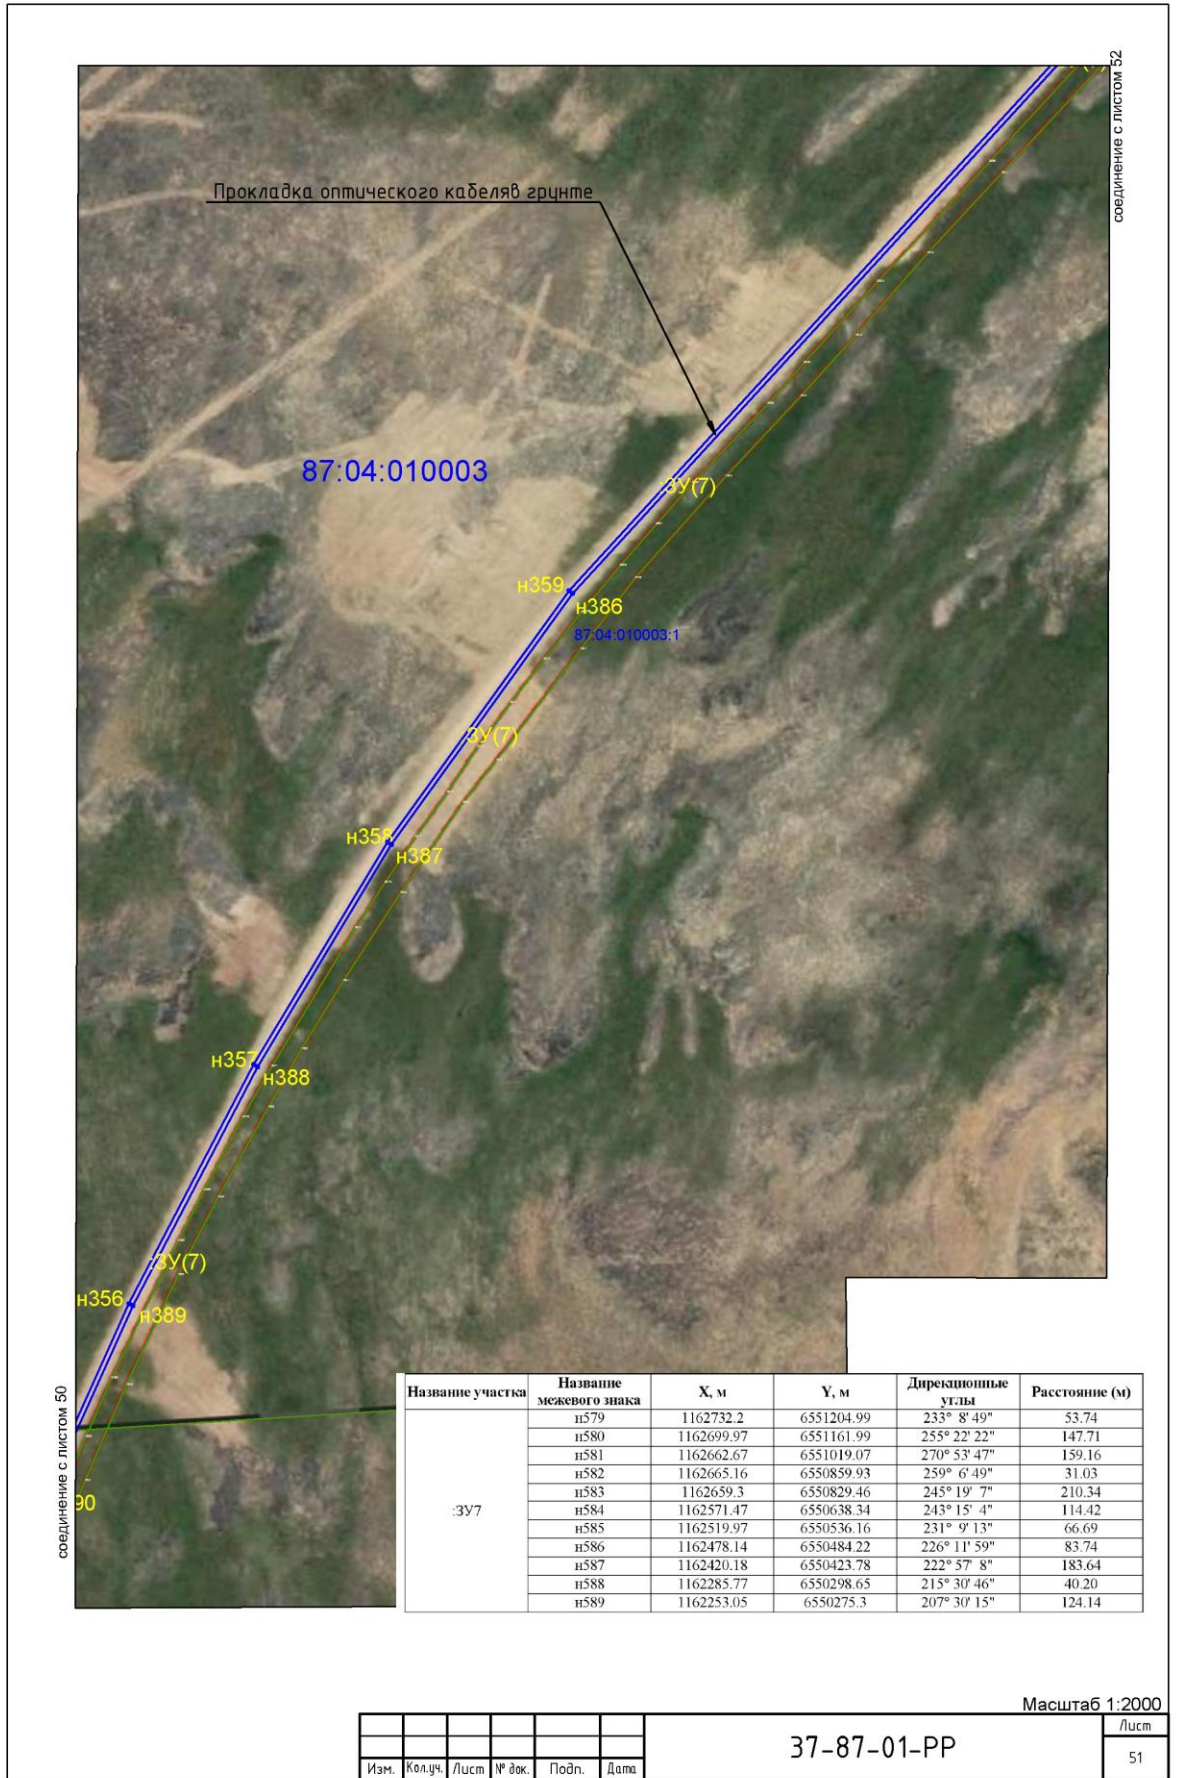 соединение с листом 52
Прокладка оптического кабеляв грунте
87:04:010003
:ЗУ(7)
н359
н386
87:04:010003:1
:ЗУ(7)
н358
н387
н357
н388
:ЗУ(7)
н356
н389
соединение с листом 50
90
Название участка Название межевого знака X, м Y, м Дирекционные углы Расстояние (м)
:ЗУ7
н579 1162732.2 6551204.99 233° 8' 49" 53.74
н580 1162699.97 6551161.99 255° 22' 22" 147.71
н581 1162662.67 6551019.07 270° 53' 47" 159.16
н582 1162665.16 6550859.93 259° 6' 49" 31.03
н583 1162659.3 6550829.46 245° 19' 7" 210.34
н584 1162571.47 6550638.34 243° 15' 4" 114.42
н585 1162519.97 6550536.16 231° 9' 13" 66.69
н586 1162478.14 6550484.22 226° 11' 59" 83.74
н587 1162420.18 6550423.78 222° 57' 8" 183.64
н588 1162285.77 6550298.65 215° 30' 46" 40.20
н589 1162253.05 6550275.3 207° 30' 15" 124.14
Масштаб 1:2000
Изм. Кол.уч. Лист № док. Подп. Дата
37-87-01-РР
Лист
51